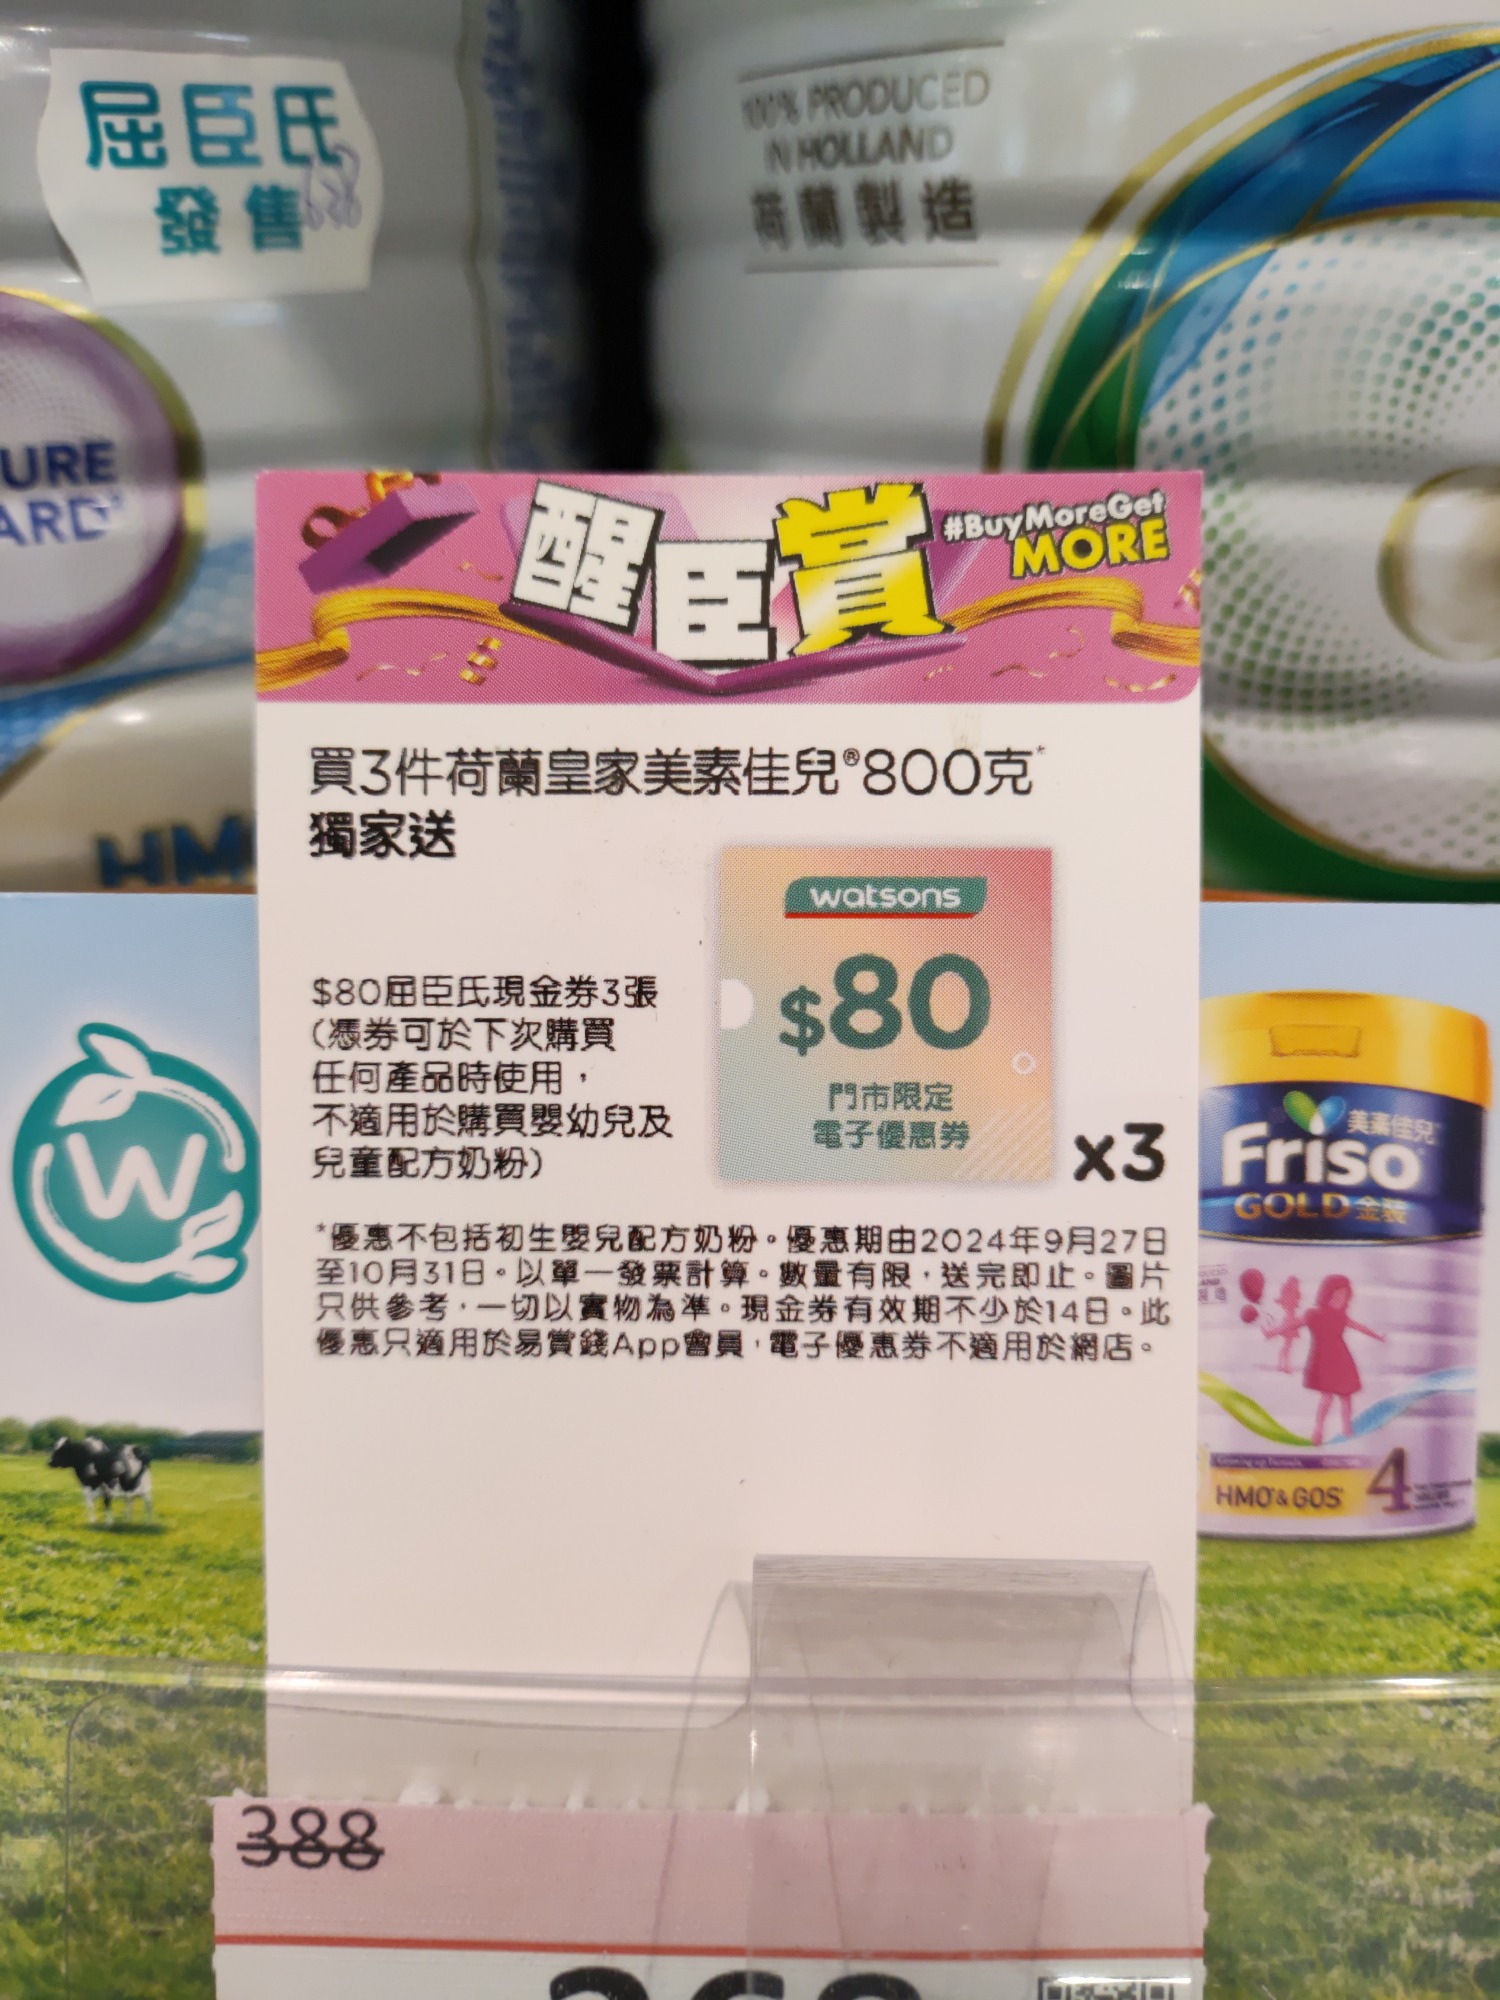 屈臣氏
發售
100% PRODUCED
IN HOLLAND
荷蘭製造
醒臣賞
#BuyMoreGet
MORE
買3件荷蘭皇家美素佳兒®800克*
獨家送
watsons
$80
門市限定
電子優惠券
x3
$80屈臣氏現金券3張
(憑券可於下次購買
任何產品時使用，
不適用於購買嬰幼兒及
兒童配方奶粉)
*優惠不包括初生嬰兒配方奶粉。優惠期由2024年9月27日
至10月31日。以單一發票計算。數量有限，送完即止。圖片
只供參考，一切以實物為準。現金券有效期不少於14日。此
優惠只適用於易賞錢App會員，電子優惠券不適用於網店。
W
美素佳兒
Friso
GOLD 金裝
HMO & GOS
4
388